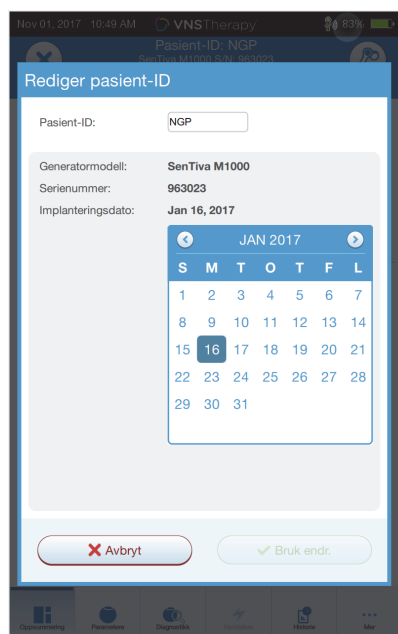 Nov 01, 2017 10:49 AM
VNSTherapy
83%
Pasient-ID: NGP
SenTiva M1000 S/N: 963023
Rediger pasient-ID
Pasient-ID: NGP
Generatormodell: SenTiva M1000
Serienummer: 963023
Implanteringsdato: Jan 16, 2017
JAN 2017
S M T O T F L
1 2 3 4 5 6 7
8 9 10 11 12 13 14
15 16 17 18 19 20 21
22 23 24 25 26 27 28
29 30 31
Avbryt Bruk endr.
Oppsummering Parametere Diagnostikk Historie Mer